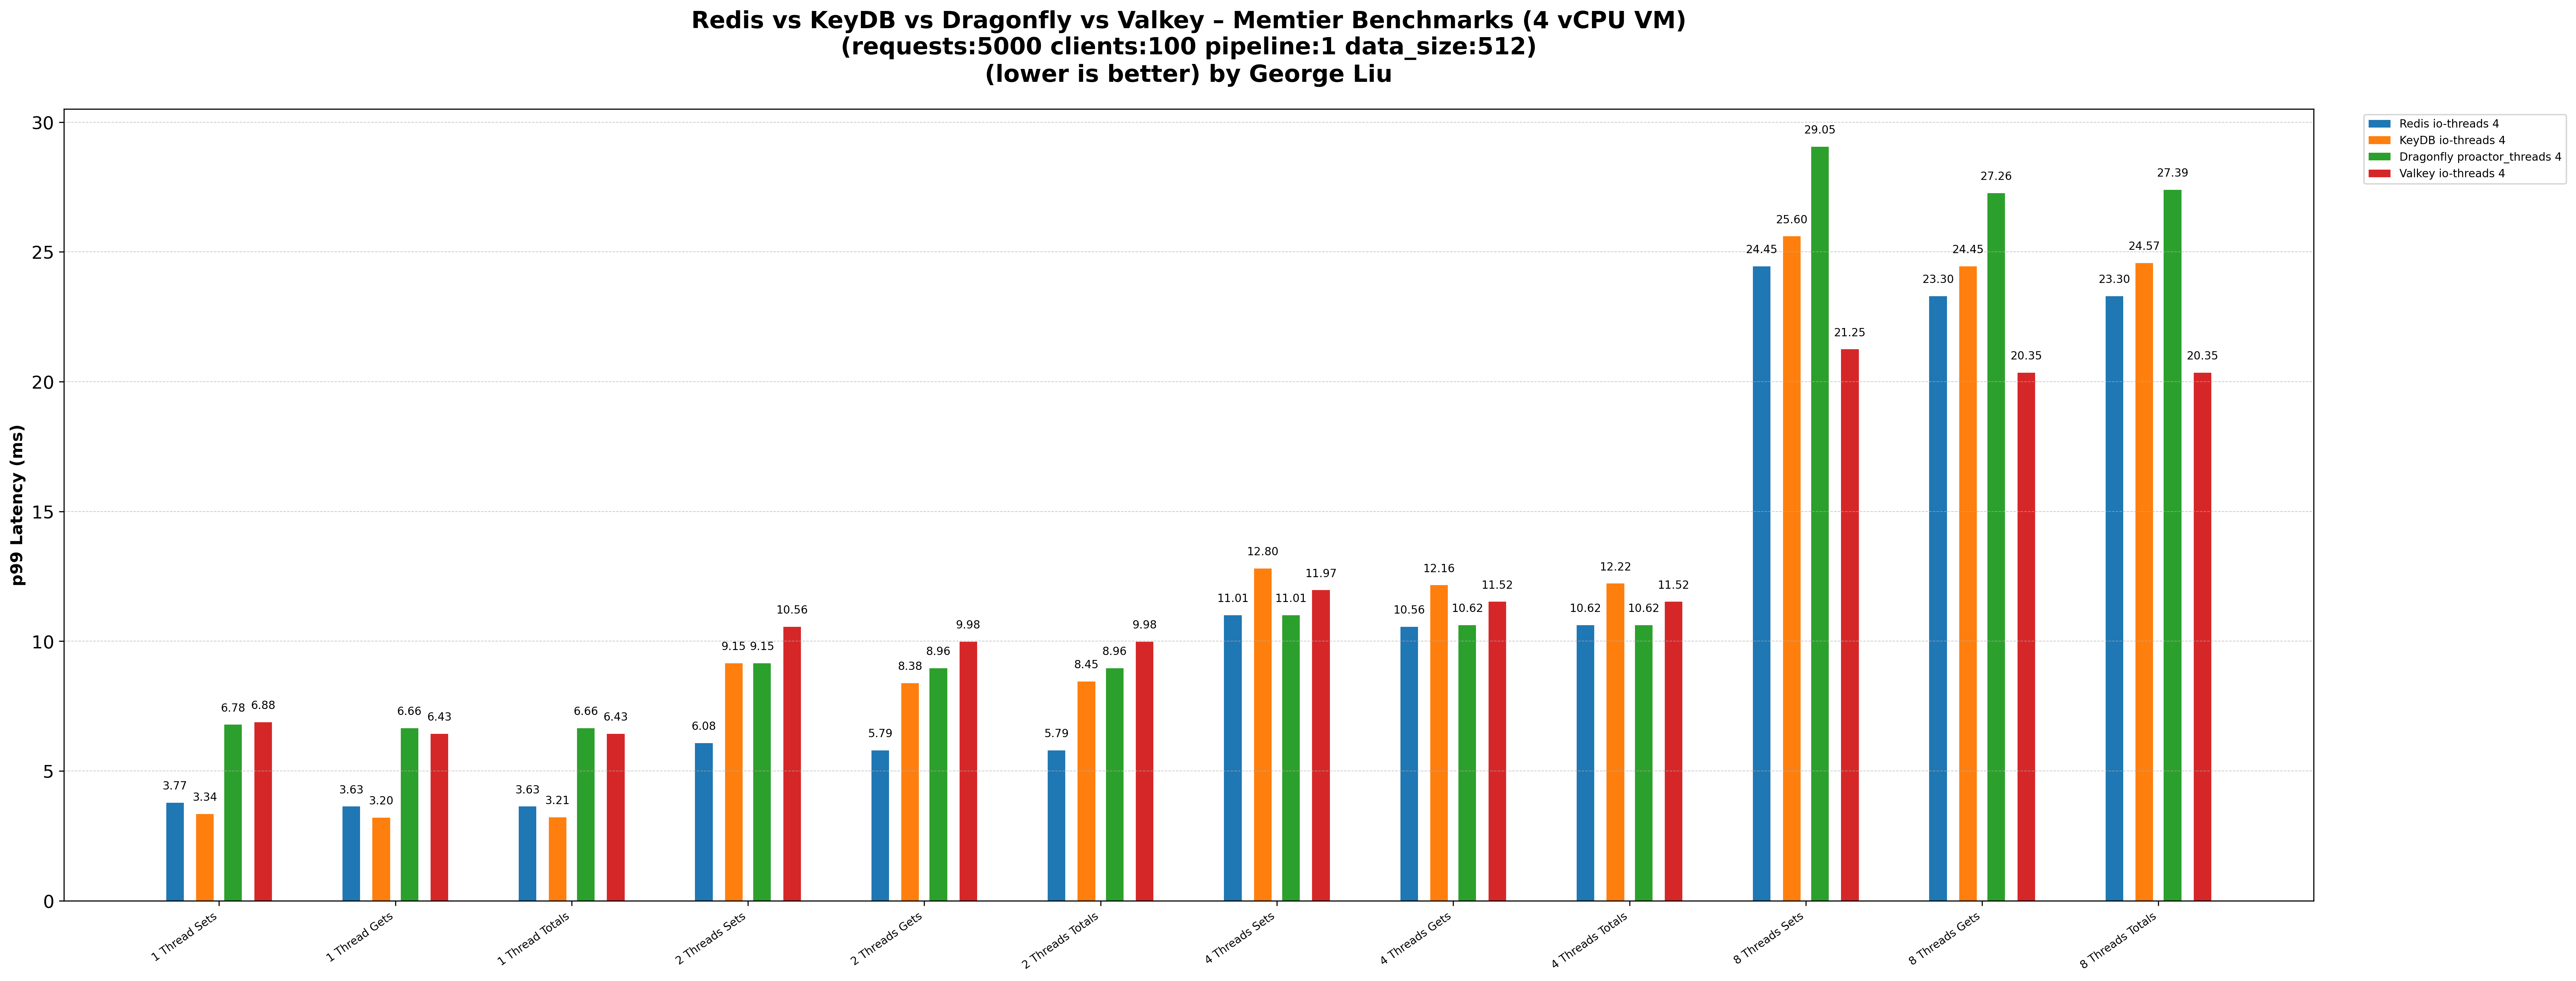 Redis vs KeyDB vs Dragonfly vs Valkey – Memtier Benchmarks (4 vCPU VM)
(requests:5000 clients:100 pipeline:1 data_size:512)
(lower is better) by George Liu
Redis io-threads 4
KeyDB io-threads 4
Dragonfly proactor_threads 4
Valkey io-threads 4
p99 Latency (ms)
30
25
20
15
10
5
0
3.77 3.34 6.78 6.88
3.63 3.20 6.66 6.43
3.63 3.21 6.66 6.43
6.08 9.15 9.15 10.56
5.79 8.38 8.96 9.98
5.79 8.45 8.96 9.98
11.01 12.80 11.01 11.97
10.56 12.16 10.62 11.52
10.62 12.22 10.62 11.52
24.45 25.60 29.05 21.25
23.30 24.45 27.26 20.35
23.30 24.57 27.39 20.35
1 Thread Sets
1 Thread Gets
1 Thread Totals
2 Threads Sets
2 Threads Gets
2 Threads Totals
4 Threads Sets
4 Threads Gets
4 Threads Totals
8 Threads Sets
8 Threads Gets
8 Threads Totals